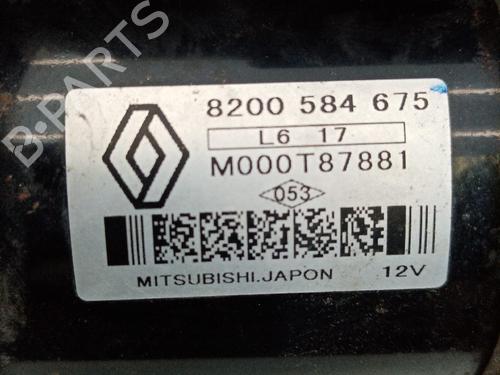 B-PARTS
8200 584 675
L6 17
M000T87881
053
MITSUBISHI.JAPON 12V